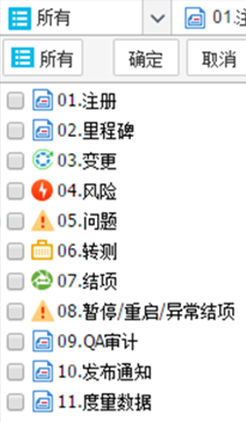 所有 01.
所有 确定 取消
01.注册
02.里程碑
03.变更
04.风险
05.问题
06.转测
07.结项
08.暂停/重启/异常结项
09.QA审计
10.发布通知
11.度量数据